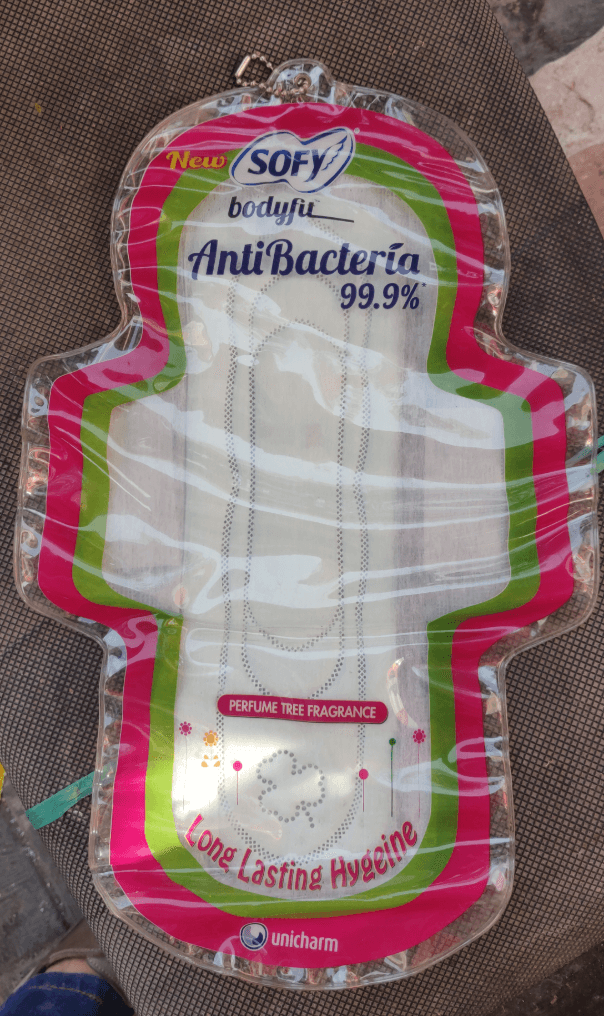 New SOFY
bodyfit
AntiBacteria
99.9%*
PERFUME TREE FRAGRANCE
Long Lasting Hygeine
unicharm